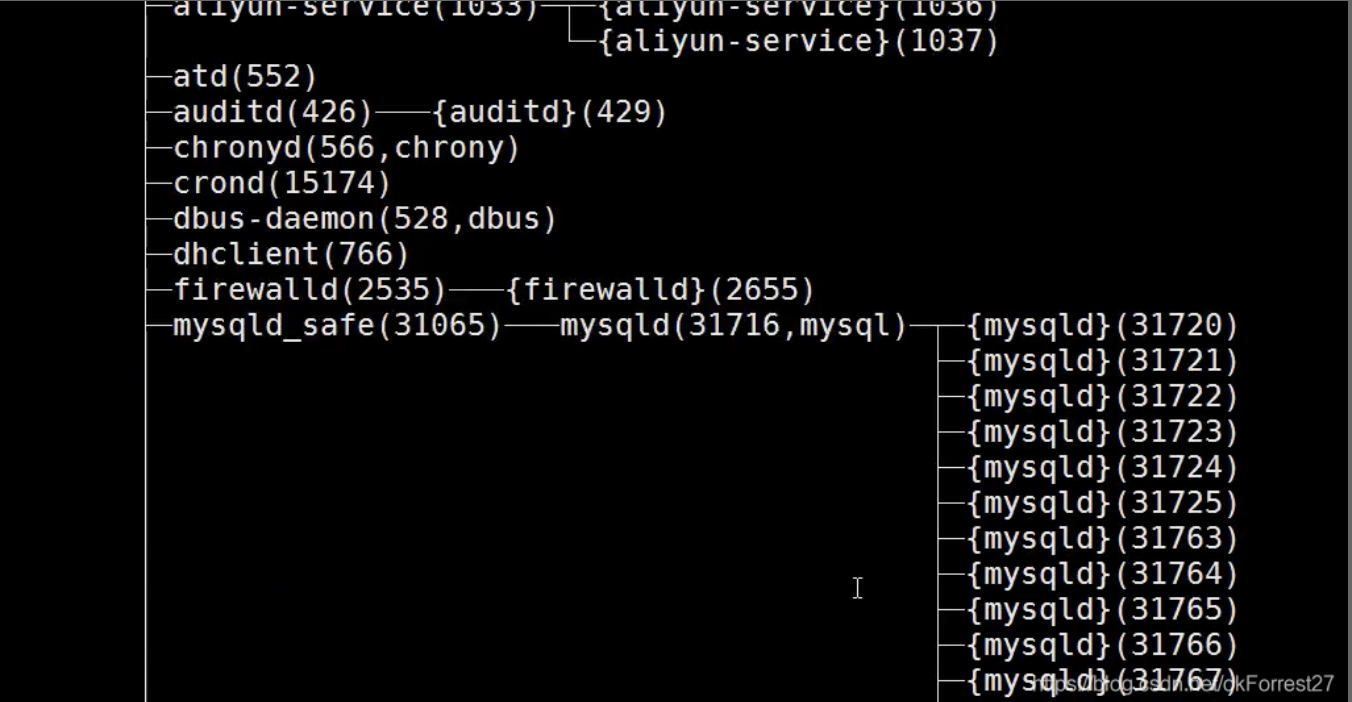 aliyun-service(1033)─┬─{aliyun-service}(1036)
└─{aliyun-service}(1037)
├─atd(552)
├─auditd(426)───{auditd}(429)
├─chronyd(566,chrony)
├─crond(15174)
├─dbus-daemon(528,dbus)
├─dhclient(766)
├─firewalld(2535)───{firewalld}(2655)
├─mysqld_safe(31065)───mysqld(31716,mysql)─┬─{mysqld}(31720)
├─{mysqld}(31721)
├─{mysqld}(31722)
├─{mysqld}(31723)
├─{mysqld}(31724)
├─{mysqld}(31725)
├─{mysqld}(31763)
├─{mysqld}(31764)
├─{mysqld}(31765)
├─{mysqld}(31766)
├─{mysqld}(31767)
https://blog.csdn.net/okForrest27